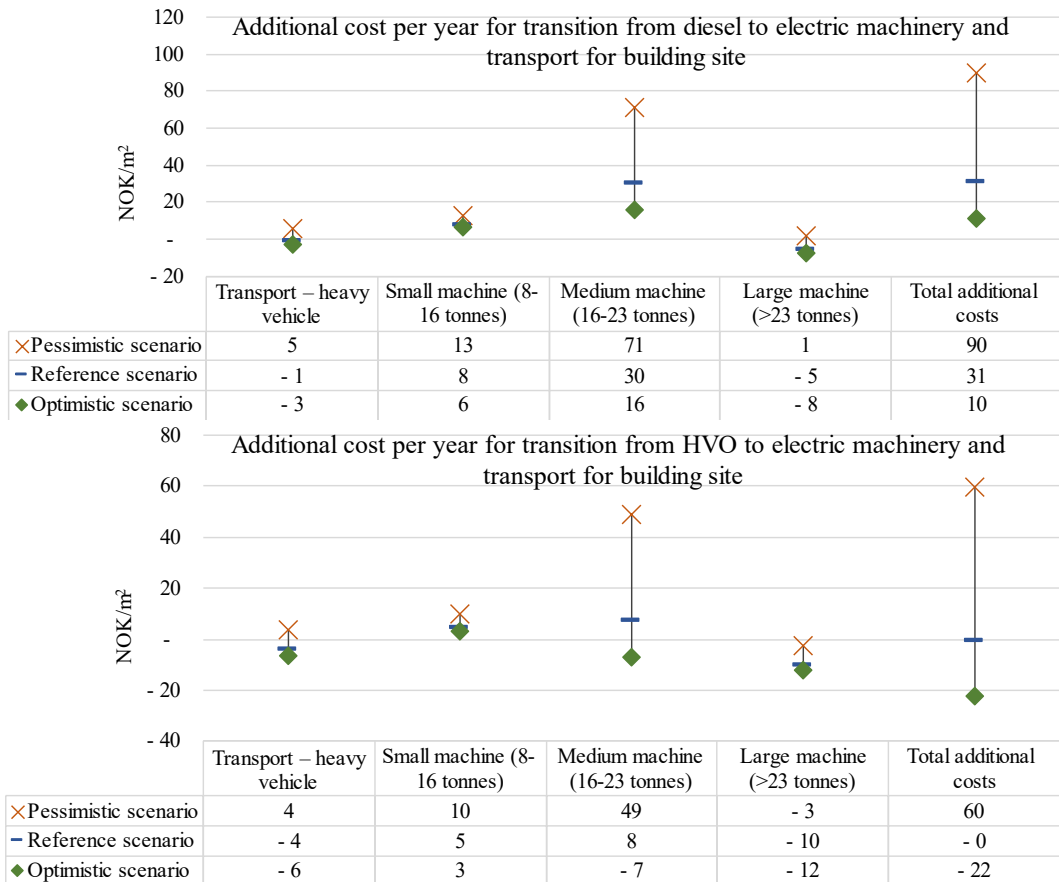 Additional cost per year for transition from diesel to electric machinery and
transport for building site
120
100
80
60
40
20
-
- 20
NOK/m²
Transport – heavy vehicle
Small machine (8-16 tonnes)
Medium machine (16-23 tonnes)
Large machine (>23 tonnes)
Total additional costs
Pessimistic scenario 5 13 71 1 90
Reference scenario - 1 8 30 - 5 31
Optimistic scenario - 3 6 16 - 8 10
Additional cost per year for transition from HVO to electric machinery and
transport for building site
80
60
40
20
-
- 20
- 40
NOK/m²
Transport – heavy vehicle
Small machine (8-16 tonnes)
Medium machine (16-23 tonnes)
Large machine (>23 tonnes)
Total additional costs
Pessimistic scenario 4 10 49 - 3 60
Reference scenario - 4 5 8 - 10 - 0
Optimistic scenario - 6 3 - 7 - 12 - 22